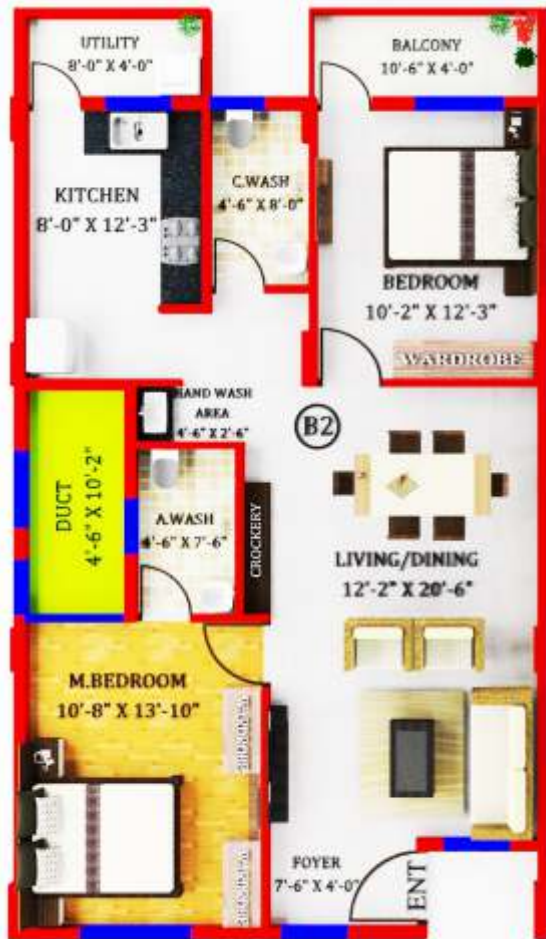 UTILITY
8'-0" X 4'-0"
BALCONY
10'-6" X 4'-0"
KITCHEN
8'-0" X 12'-3"
C.WASH
4'-6" X 8'-0"
BEDROOM
10'-2" X 12'-3"
WARDROBE
HAND WASH
AREA
4'-6" X 2'-6"
B2
DUCT
4'-6" X 10'-2"
A.WASH
4'-6" X 7'-6"
CROCKERY
LIVING/DINING
12'-2" X 20'-6"
M.BEDROOM
10'-8" X 13'-10"
FOYER
7'-6" X 4'-0"
ENT